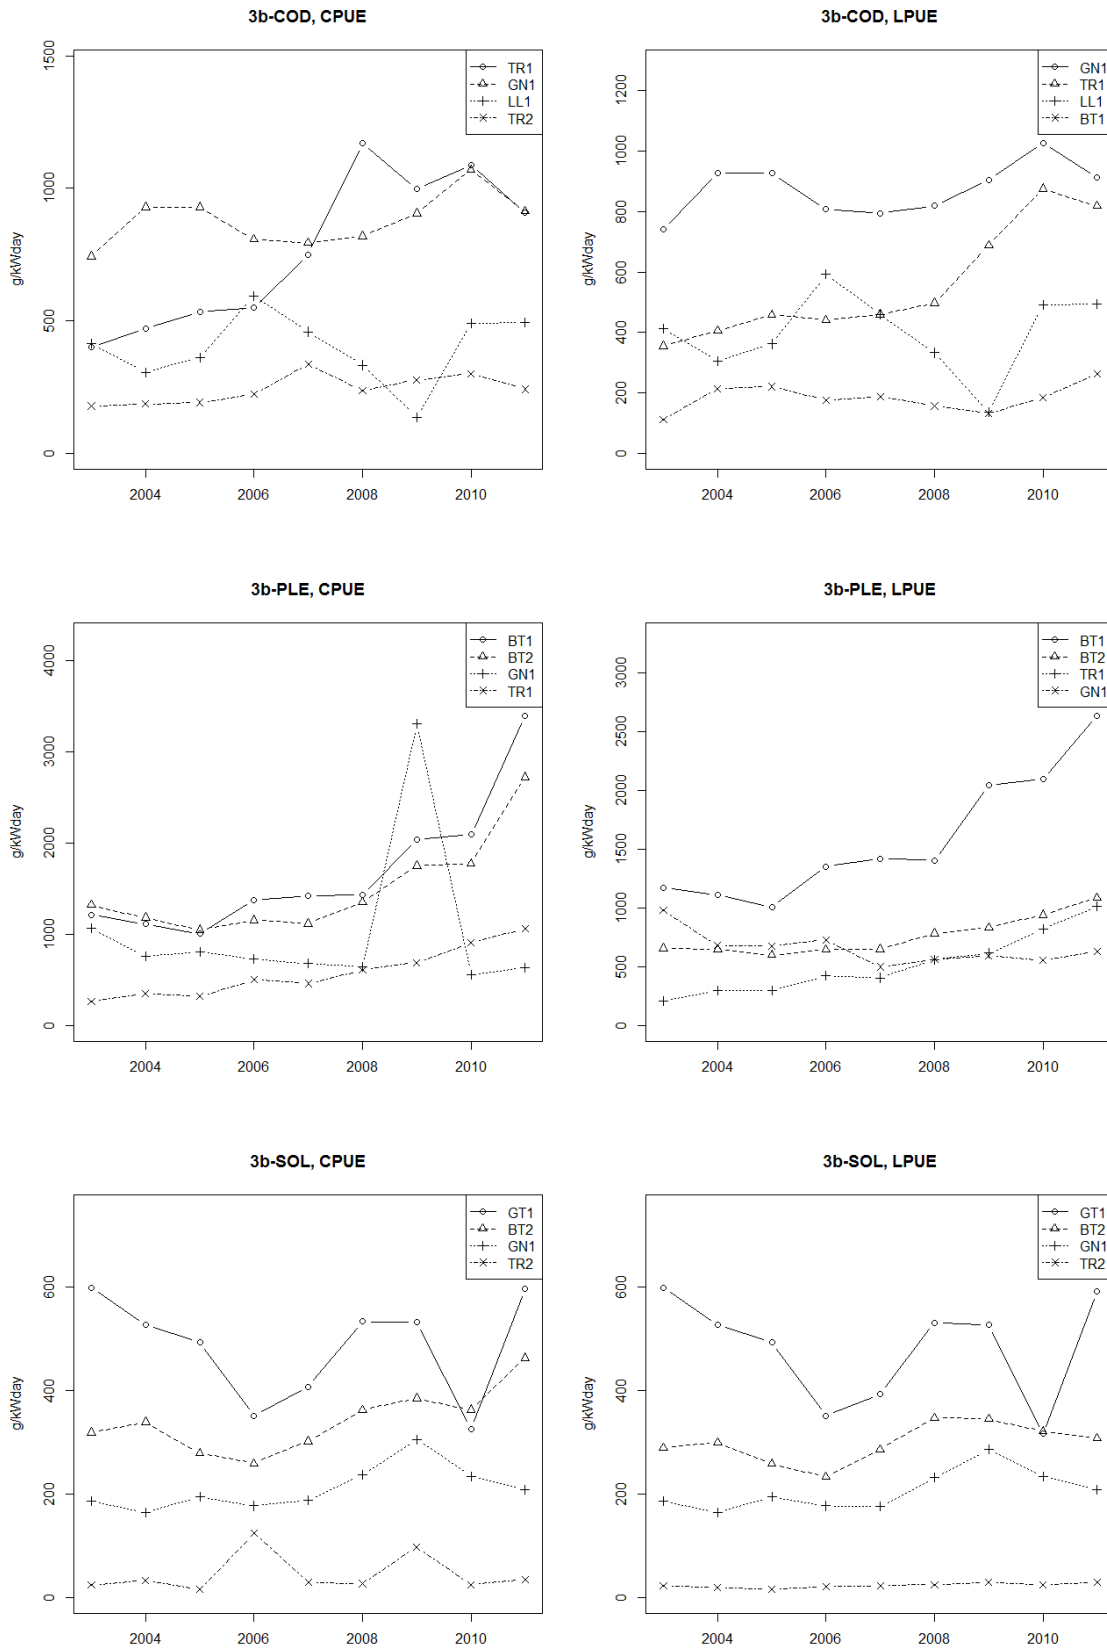 3b-COD, CPUE
g/kWday
1500
1000
500
0
TR1
GN1
LL1
TR2
2004 2006 2008 2010
3b-COD, LPUE
g/kWday
1200
1000
800
600
400
200
0
GN1
TR1
LL1
BT1
2004 2006 2008 2010
3b-PLE, CPUE
g/kWday
4000
3000
2000
1000
0
BT1
BT2
GN1
TR1
2004 2006 2008 2010
3b-PLE, LPUE
g/kWday
3000
2500
2000
1500
1000
500
0
BT1
BT2
TR1
GN1
2004 2006 2008 2010
3b-SOL, CPUE
g/kWday
600
400
200
0
GT1
BT2
GN1
TR2
2004 2006 2008 2010
3b-SOL, LPUE
g/kWday
600
400
200
0
GT1
BT2
GN1
TR2
2004 2006 2008 2010